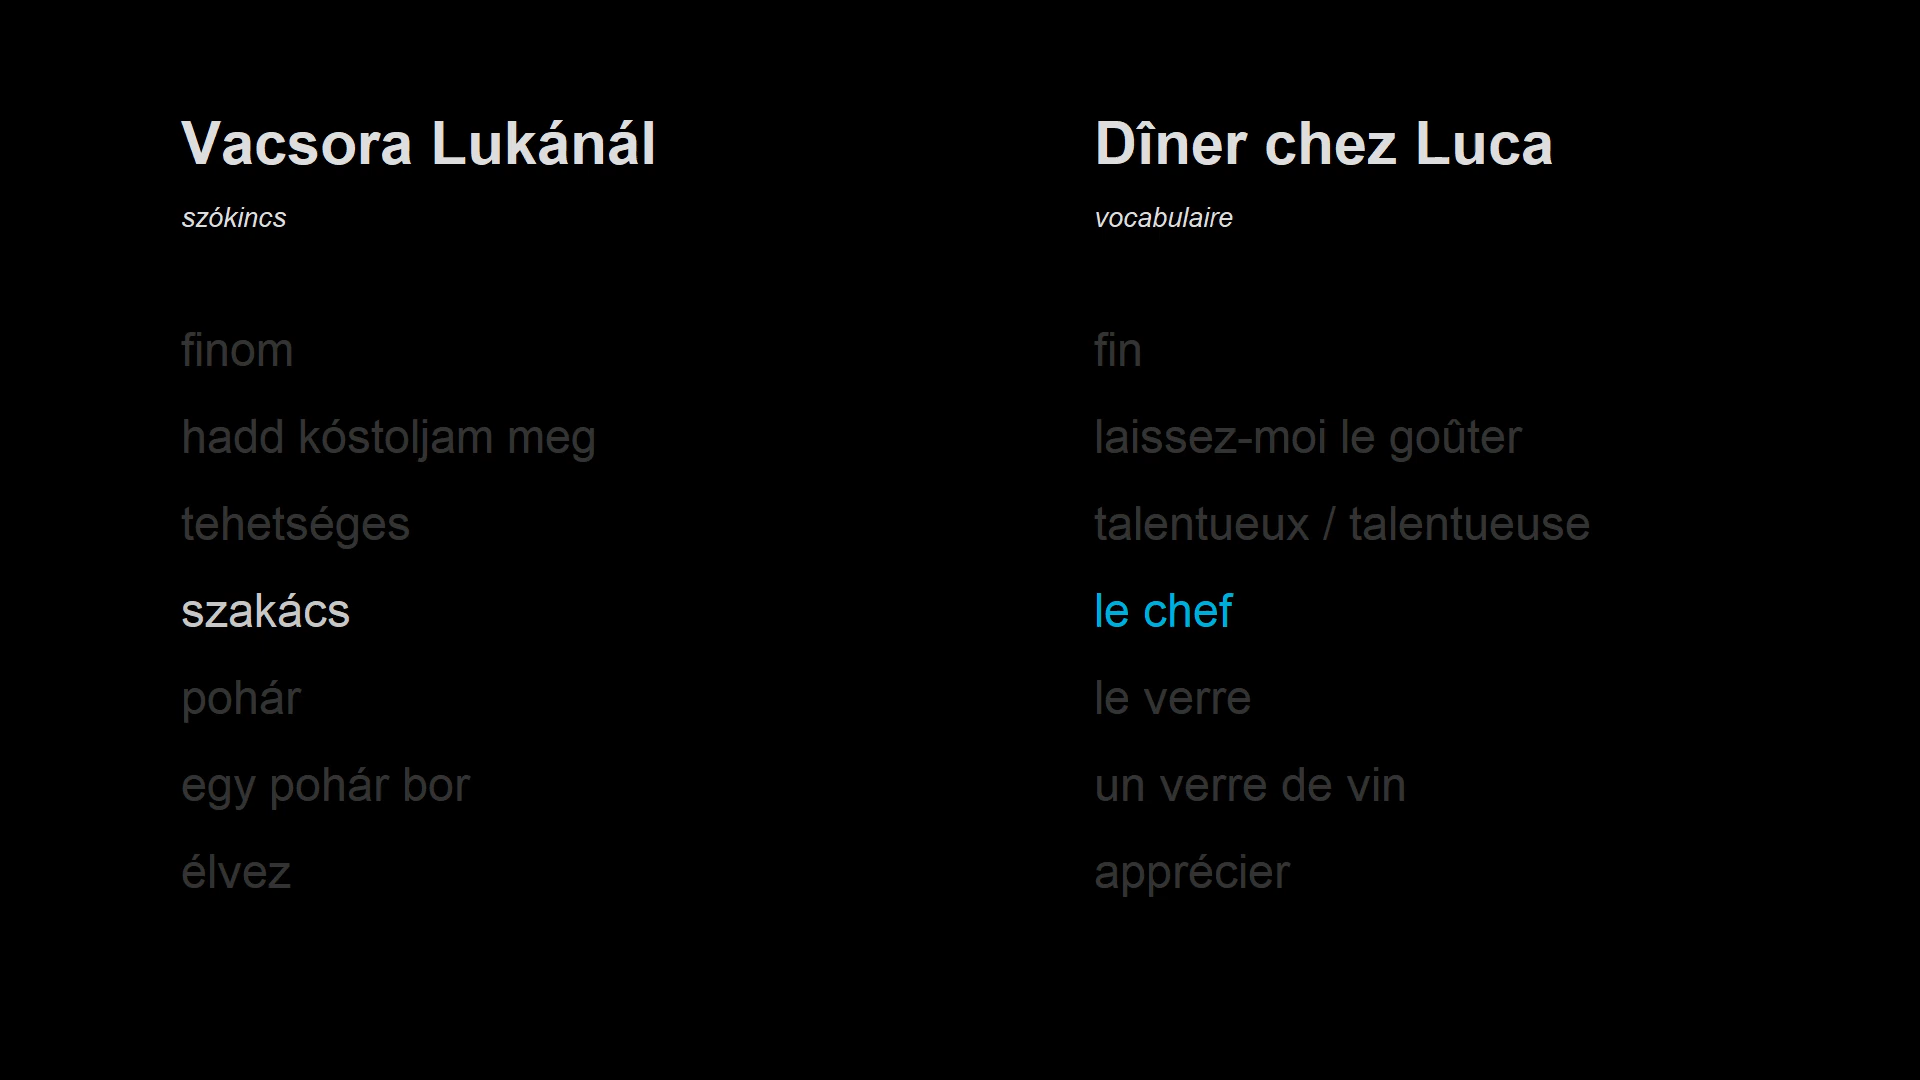 Vacsora Lukánál
szókincs
finom
hadd kóstoljam meg
tehetséges
szakács
pohár
egy pohár bor
élvez
Dîner chez Luca
vocabulaire
fin
laissez-moi le goûter
talentueux / talentueuse
le chef
le verre
un verre de vin
apprécier